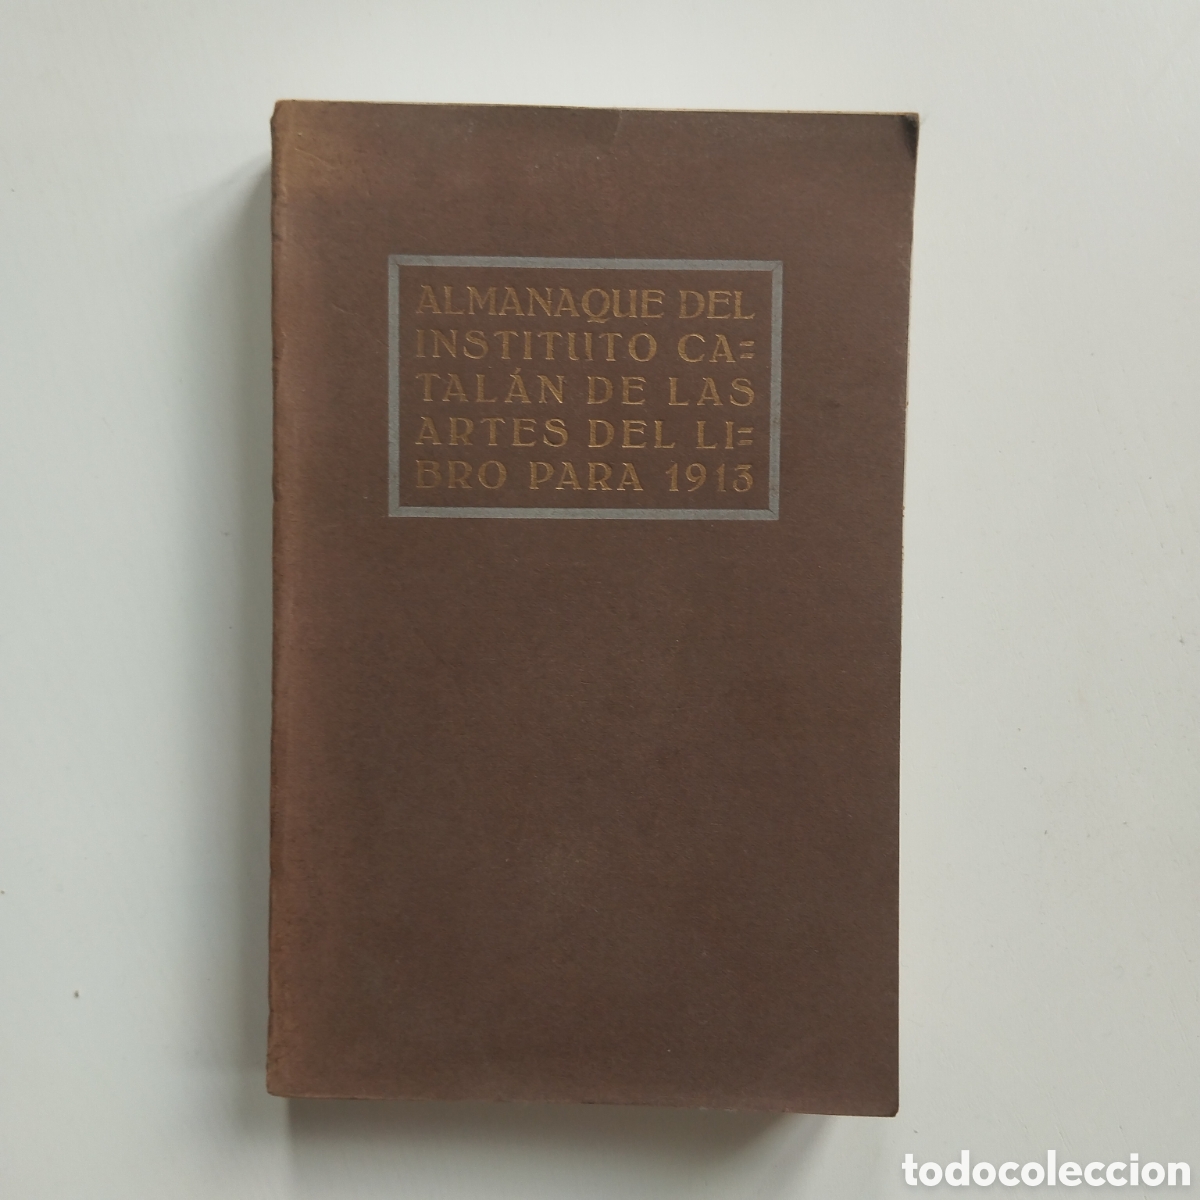 ALMANAQUE DEL
INSTITUTO CA=
TALÁN DE LAS
ARTES DEL LI=
BRO PARA 1913
todocoleccion